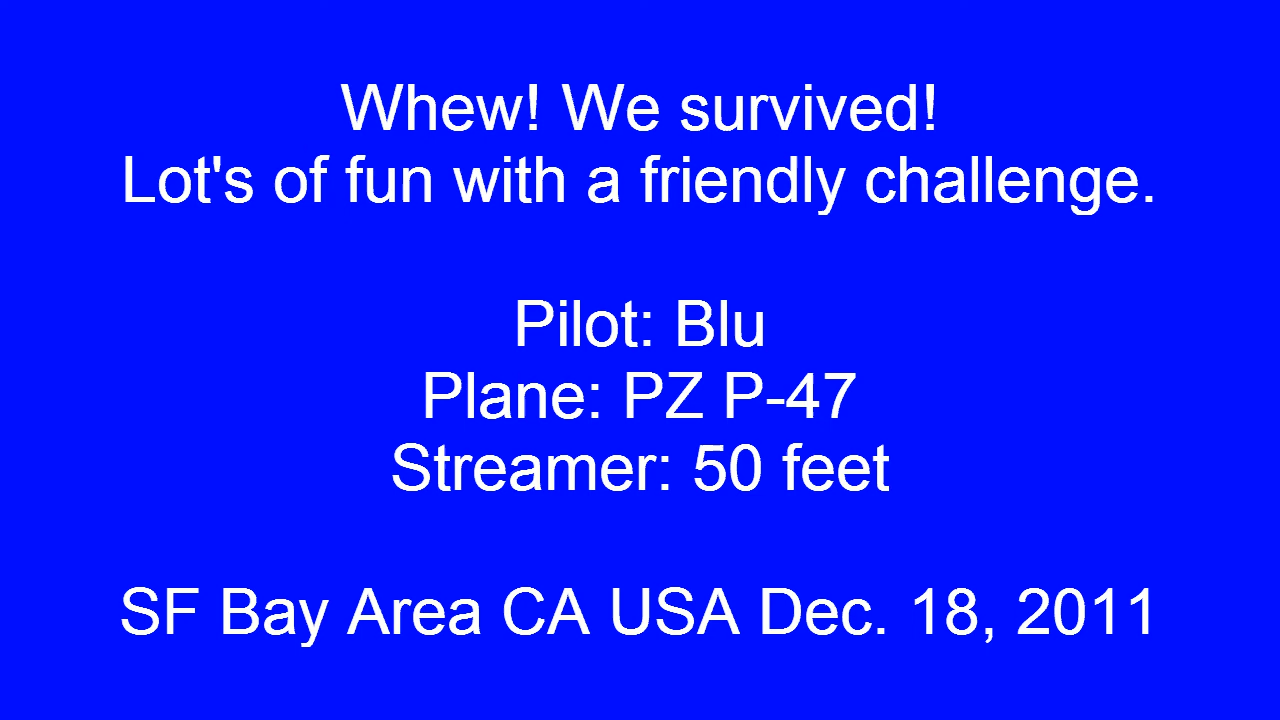 Whew! We survived!
Lot's of fun with a friendly challenge.
Pilot: Blu
Plane: PZ P-47
Streamer: 50 feet
SF Bay Area CA USA Dec. 18, 2011